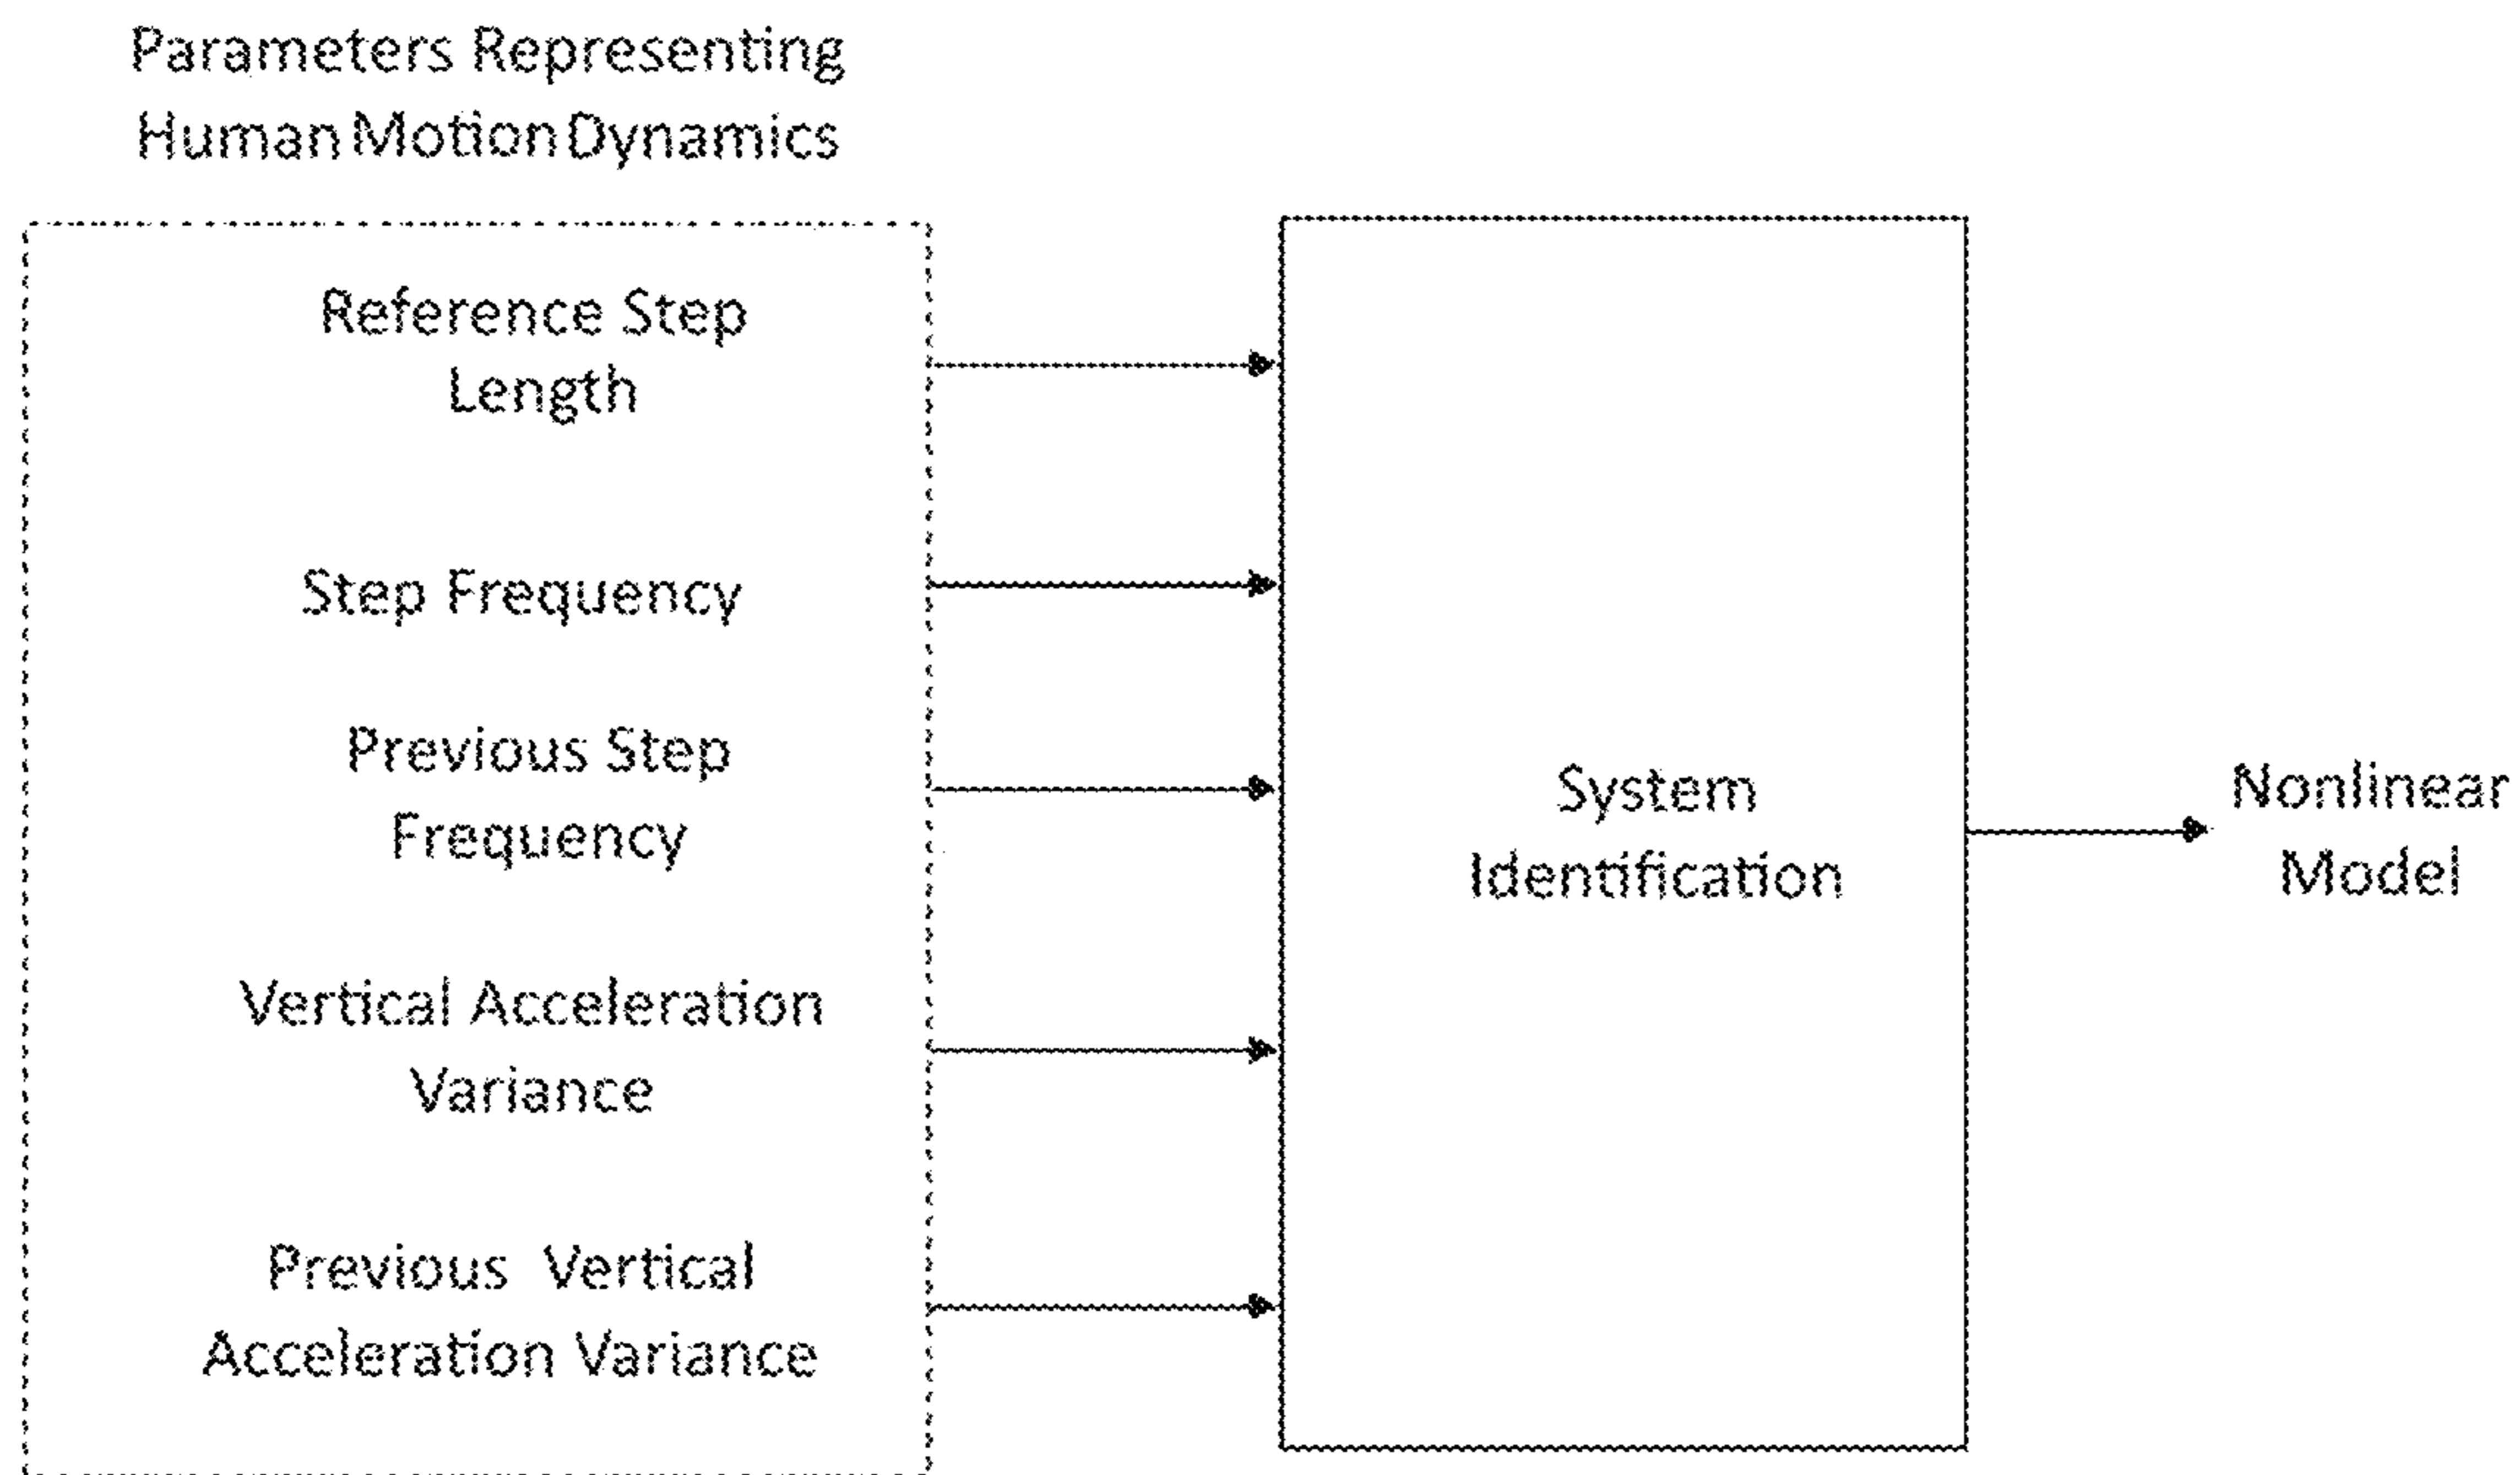 Parameters Representing
Human Motion Dynamics
Reference Step
Length
Step Frequency
Previous Step
Frequency
Vertical Acceleration
Variance
Previous Vertical
Acceleration Variance
System
Identification
Nonlinear
Model